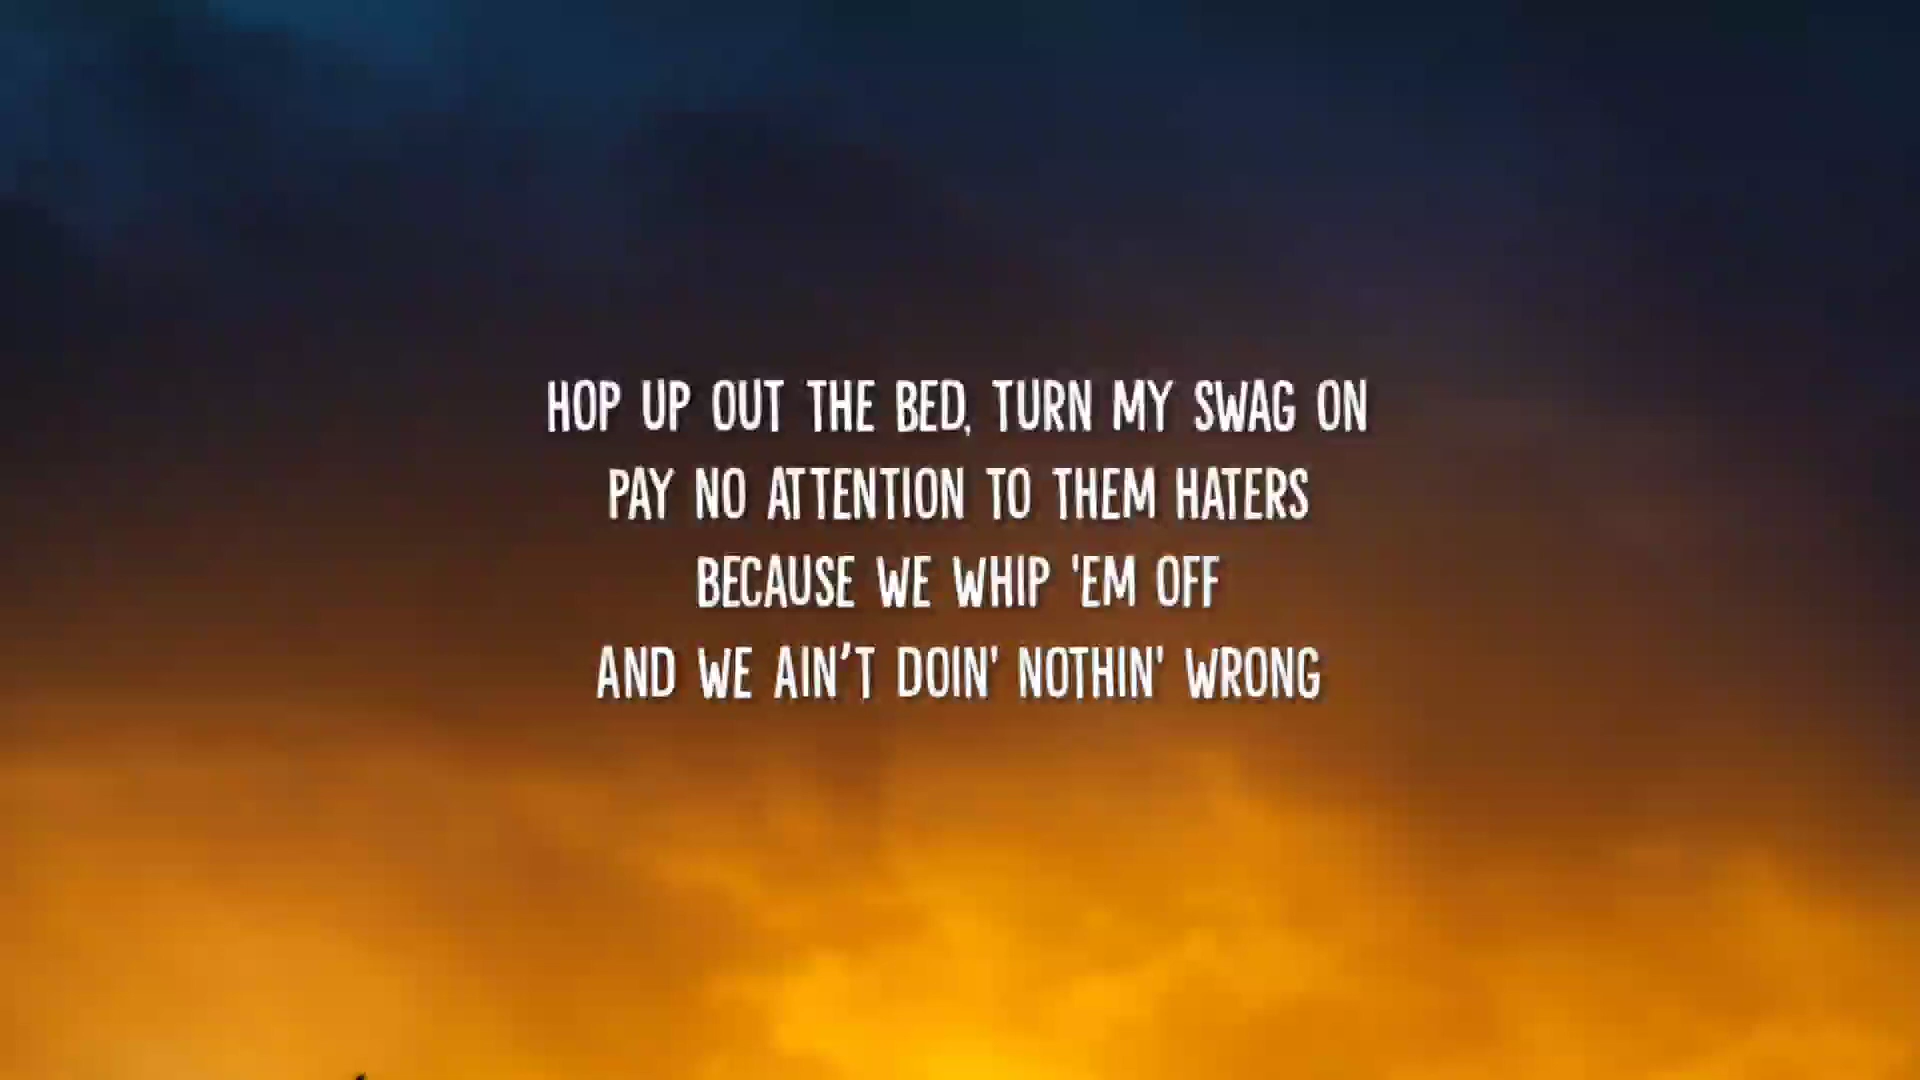 HOP UP OUT THE BED, TURN MY SWAG ON
PAY NO ATTENTION TO THEM HATERS
BECAUSE WE WHIP 'EM OFF
AND WE AIN’T DOIN' NOTHIN' WRONG